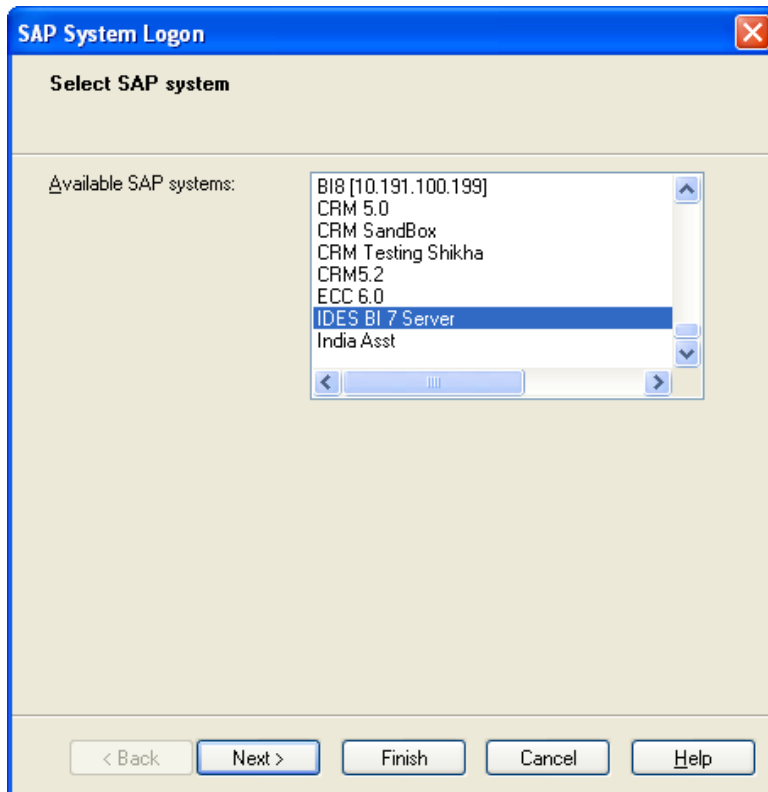 SAP System Logon
Select SAP system
Available SAP systems:
BI8 [10.191.100.199]
CRM 5.0
CRM SandBox
CRM Testing Shikha
CRM5.2
ECC 6.0
IDES BI 7 Server
India Asst
< Back Next > Finish Cancel Help